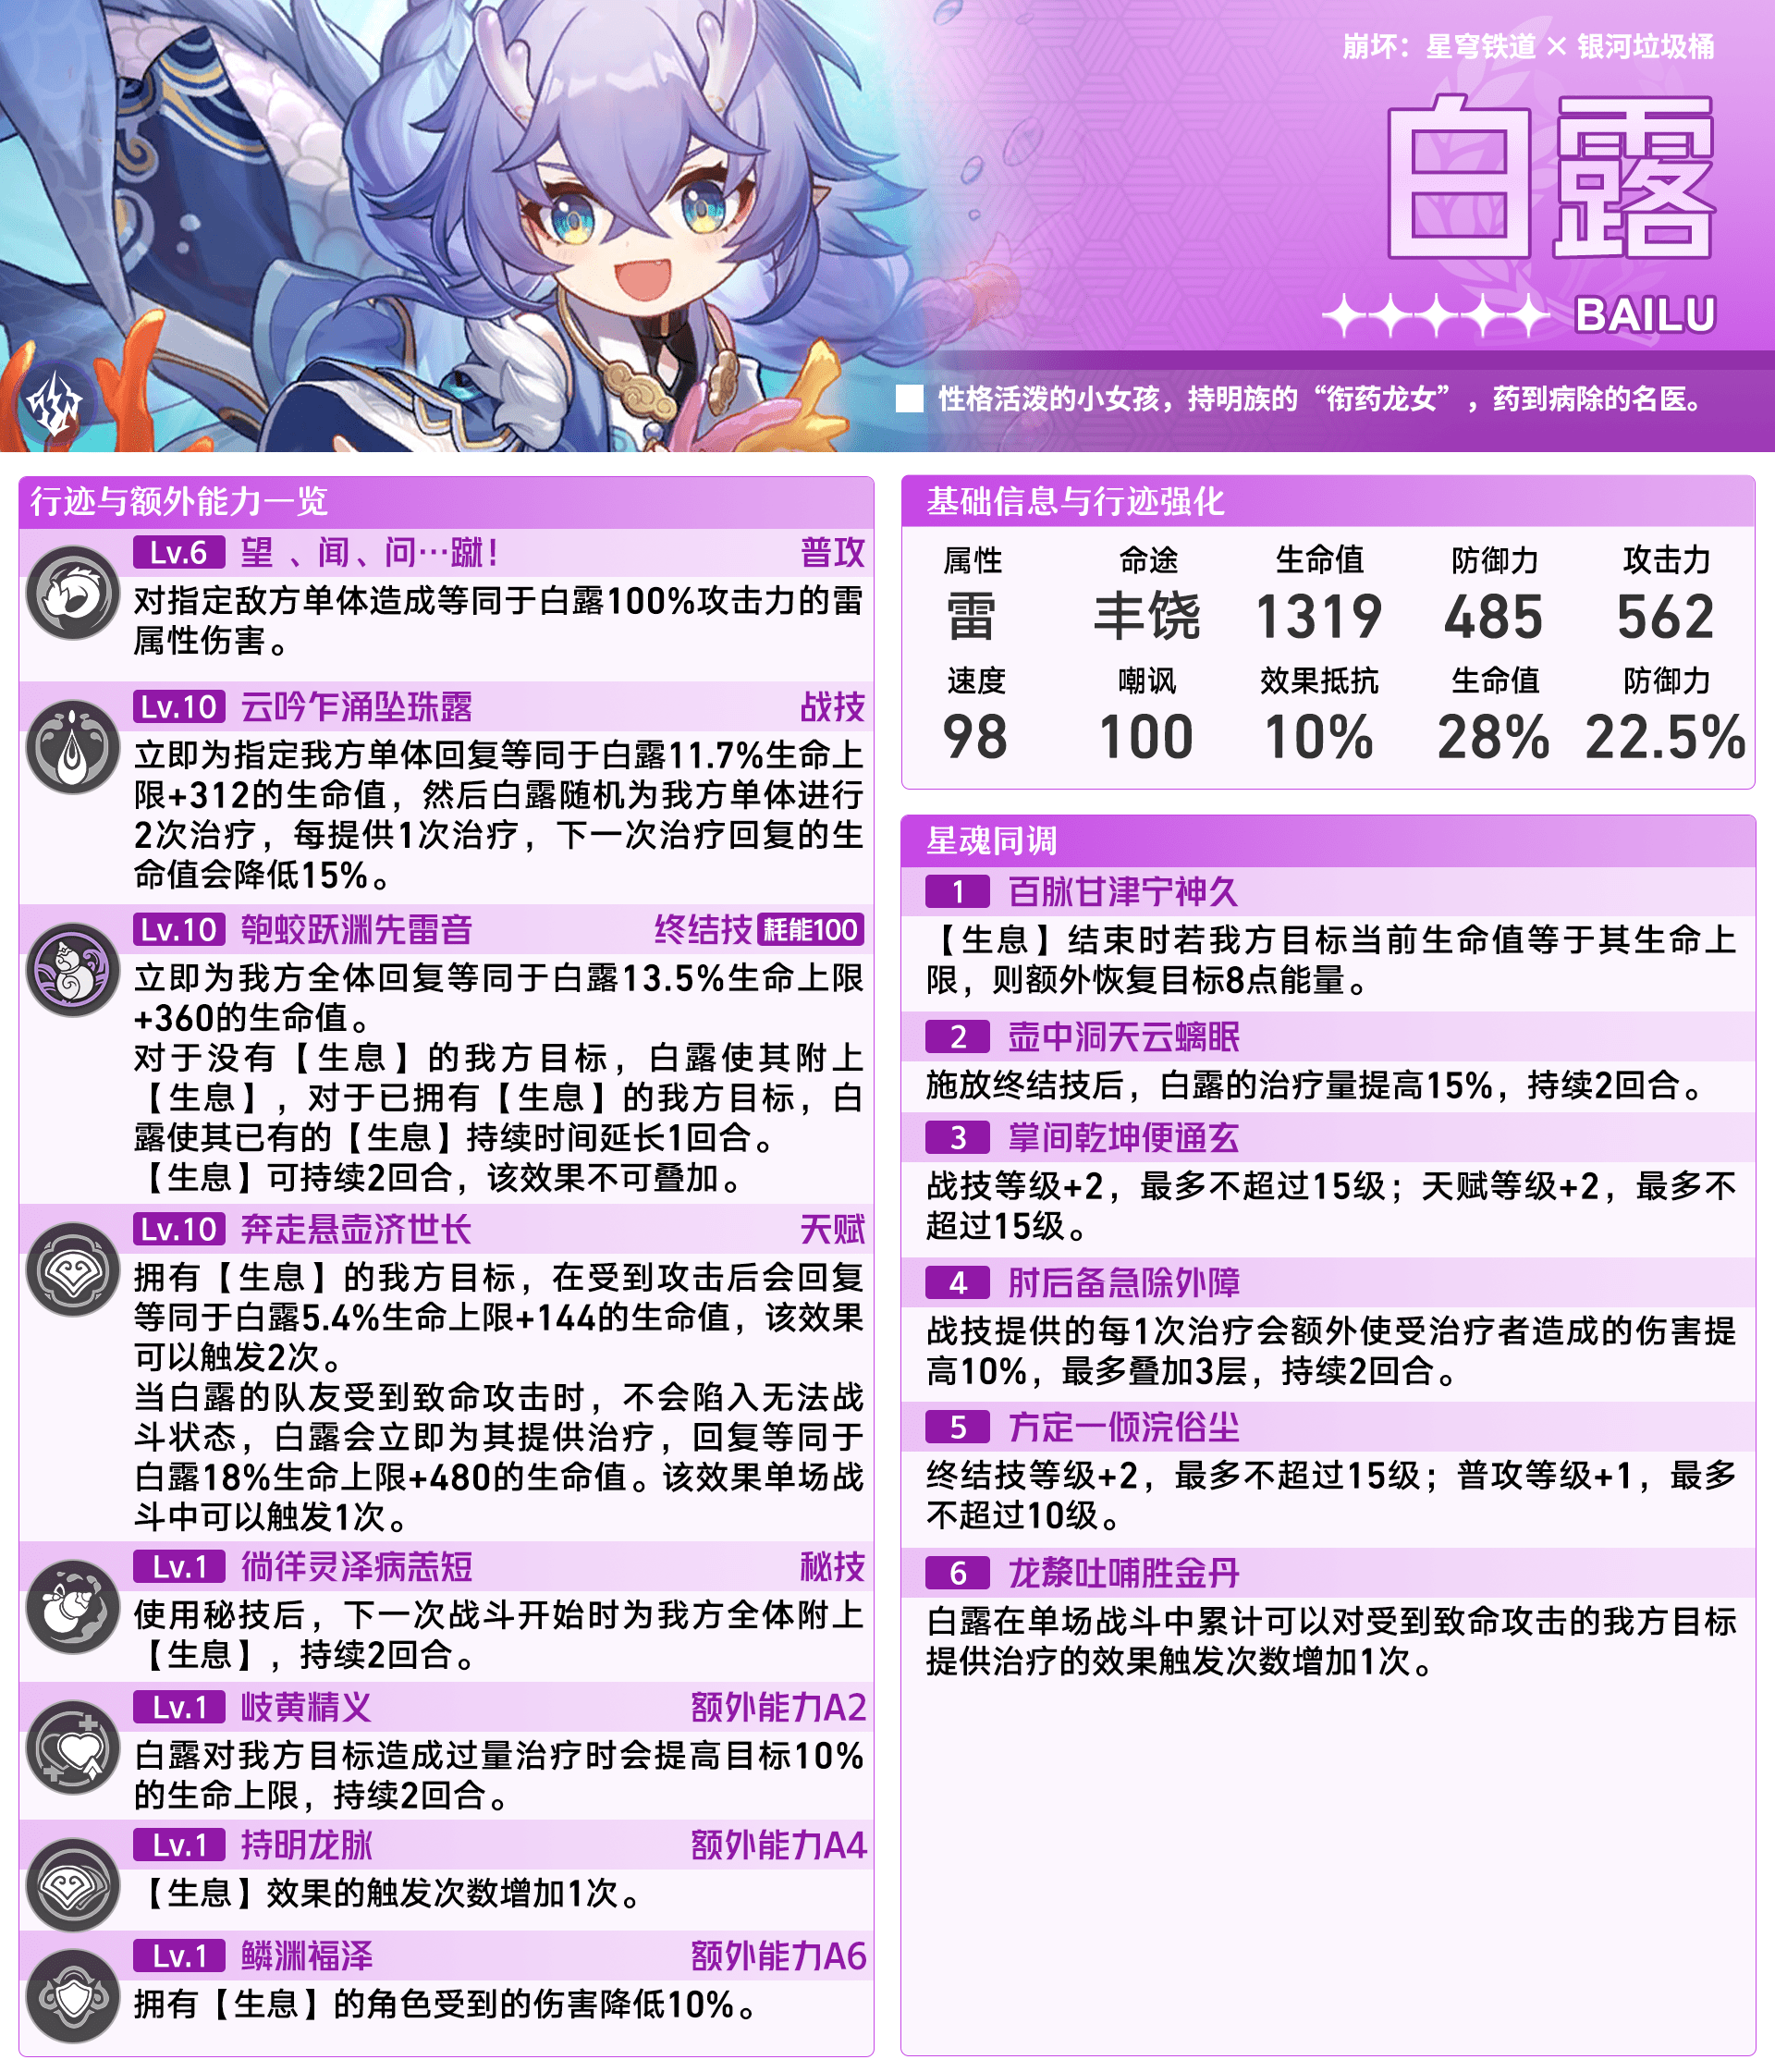 崩坏：星穹铁道 × 银河垃圾桶
白露
BAILU
性格活泼的小女孩，持明族的“衔药龙女”，药到病除的名医。
行迹与额外能力一览
Lv.6 望、闻、问…蹴！ 普攻
对指定敌方单体造成等同于白露100%攻击力的雷
属性伤害。
Lv.10 云吟乍涌坠珠露 战技
立即为指定我方单体回复等同于白露11.7%生命上
限+312的生命值，然后白露随机为我方单体进行
2次治疗，每提供1次治疗，下一次治疗回复的生
命值会降低15%。
Lv.10 匏蛟跃渊先雷音 终结技 耗能100
立即为我方全体回复等同于白露13.5%生命上限
+360的生命值。
对于没有【生息】的我方目标，白露使其附上
【生息】，对于已拥有【生息】的我方目标，白
露使其已有的【生息】持续时间延长1回合。
【生息】可持续2回合，该效果不可叠加。
Lv.10 奔走悬壶济世长 天赋
拥有【生息】的我方目标，在受到攻击后会回复
等同于白露5.4%生命上限+144的生命值，该效果
可以触发2次。
当白露的队友受到致命攻击时，不会陷入无法战
斗状态，白露会立即为其提供治疗，回复等同于
白露18%生命上限+480的生命值。该效果单场战
斗中可以触发1次。
Lv.1 徜徉灵泽病恙短 秘技
使用秘技后，下一次战斗开始时为我方全体附上
【生息】，持续2回合。
Lv.1 岐黄精义 额外能力A2
白露对我方目标造成过量治疗时会提高目标10%
的生命上限，持续2回合。
Lv.1 持明龙脉 额外能力A4
【生息】效果的触发次数增加1次。
Lv.1 鳞渊福泽 额外能力A6
拥有【生息】的角色受到的伤害降低10%。
基础信息与行迹强化
属性 命途 生命值 防御力 攻击力
雷 丰饶 1319 485 562
速度 嘲讽 效果抵抗 生命值 防御力
98 100 10% 28% 22.5%
星魂同调
1 百脉甘津宁神久
【生息】结束时若我方目标当前生命值等于其生命上
限，则额外恢复目标8点能量。
2 壶中洞天云螭眠
施放终结技后，白露的治疗量提高15%，持续2回合。
3 掌间乾坤便通玄
战技等级+2，最多不超过15级；天赋等级+2，最多不
超过15级。
4 肘后备急除外障
战技提供的每1次治疗会额外使受治疗者造成的伤害提
高10%，最多叠加3层，持续2回合。
5 方定一倾浣俗尘
终结技等级+2，最多不超过15级；普攻等级+1，最多
不超过10级。
6 龙漦吐哺胜金丹
白露在单场战斗中累计可以对受到致命攻击的我方目标
提供治疗的效果触发次数增加1次。